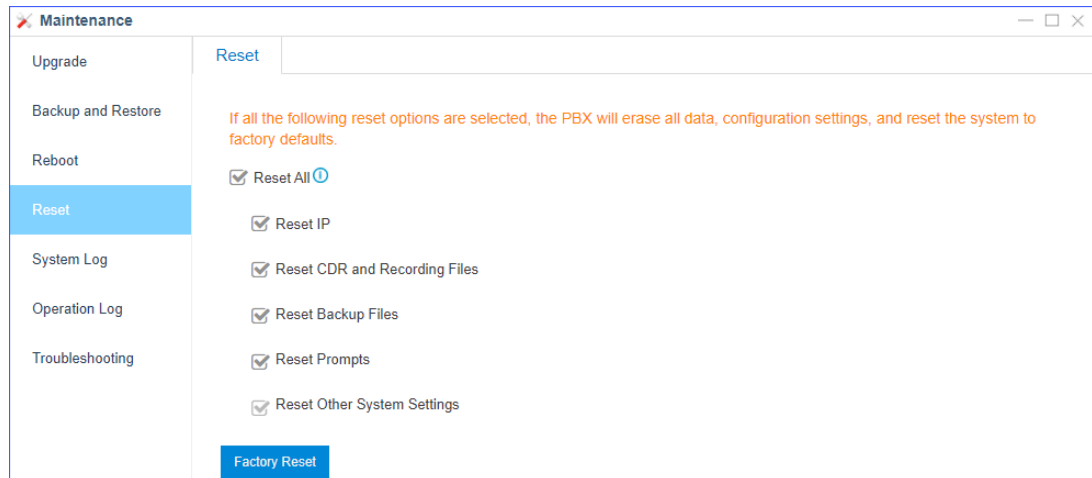 Maintenance
Upgrade
Backup and Restore
Reboot
Reset
System Log
Operation Log
Troubleshooting
Reset
If all the following reset options are selected, the PBX will erase all data, configuration settings, and reset the system to
factory defaults.
Reset All
Reset IP
Reset CDR and Recording Files
Reset Backup Files
Reset Prompts
Reset Other System Settings
Factory Reset